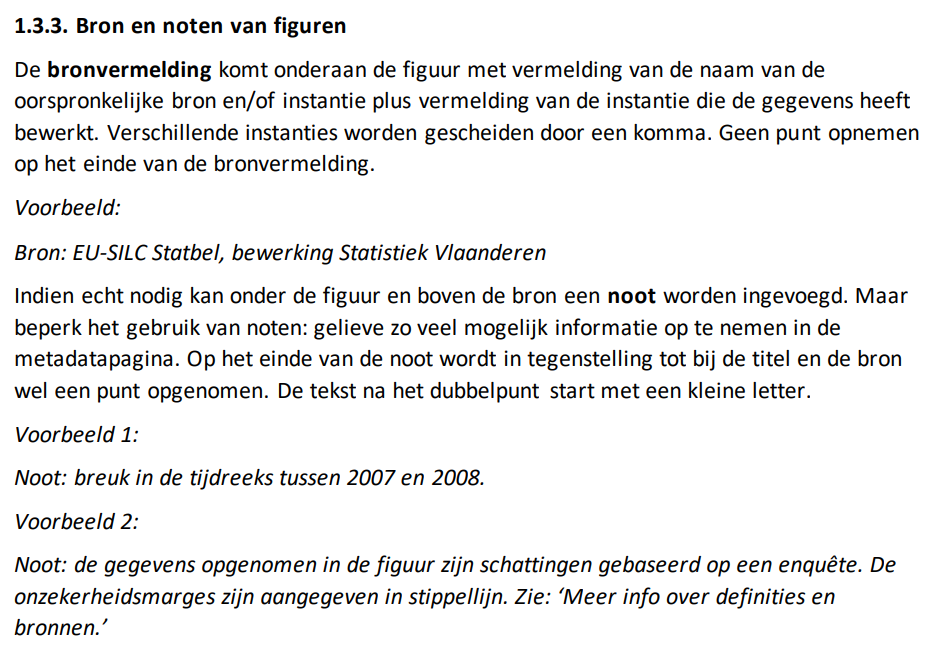 1.3.3. Bron en noten van figuren
De bronvermelding komt onderaan de figuur met vermelding van de naam van de
oorspronkelijke bron en/of instantie plus vermelding van de instantie die de gegevens heeft
bewerkt. Verschillende instanties worden gescheiden door een komma. Geen punt opnemen
op het einde van de bronvermelding.
Voorbeeld:
Bron: EU-SILC Statbel, bewerking Statistiek Vlaanderen
Indien echt nodig kan onder de figuur en boven de bron een noot worden ingevoegd. Maar
beperk het gebruik van noten: gelieve zo veel mogelijk informatie op te nemen in de
metadatapagina. Op het einde van de noot wordt in tegenstelling tot bij de titel en de bron
wel een punt opgenomen. De tekst na het dubbelpunt start met een kleine letter.
Voorbeeld 1:
Noot: breuk in de tijdreeks tussen 2007 en 2008.
Voorbeeld 2:
Noot: de gegevens opgenomen in de figuur zijn schattingen gebaseerd op een enquête. De
onzekerheidsmarges zijn aangegeven in stippellijn. Zie: ‘Meer info over definities en
bronnen.’